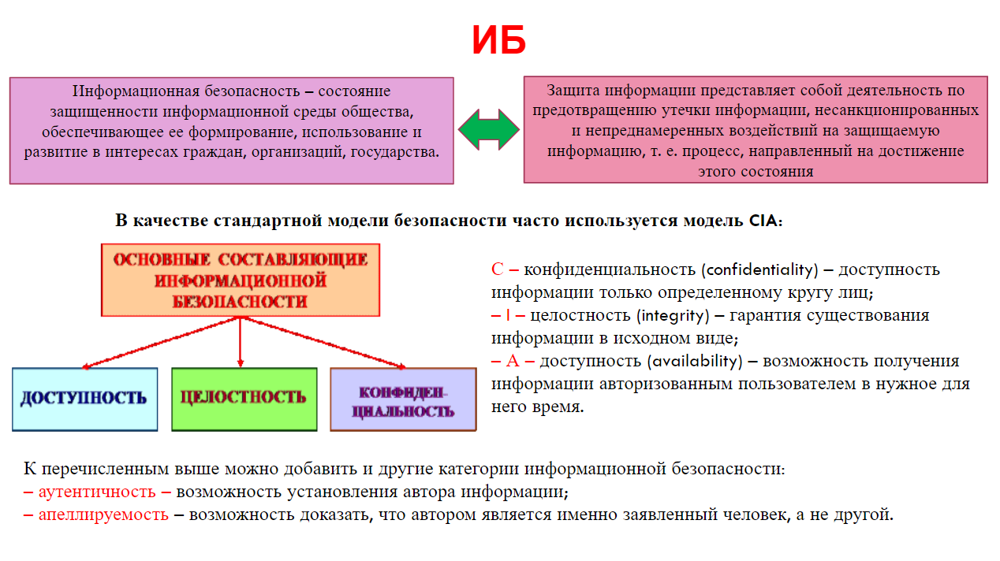 ИБ
Информационная безопасность – состояние
защищенности информационной среды общества,
обеспечивающее ее формирование, использование и
развитие в интересах граждан, организаций, государства.
Защита информации представляет собой деятельность по
предотвращению утечки информации, несанкционированных
и непреднамеренных воздействий на защищаемую
информацию, т. е. процесс, направленный на достижение
этого состояния
В качестве стандартной модели безопасности часто используется модель CIA:
ОСНОВНЫЕ СОСТАВЛЯЮЩИЕ
ИНФОРМАЦИОННОЙ
БЕЗОПАСНОСТИ
ДОСТУПНОСТЬ
ЦЕЛОСТНОСТЬ
КОНФИДЕН-
ЦИАЛЬНОСТЬ
С – конфиденциальность (confidentiality) – доступность
информации только определенному кругу лиц;
– I – целостность (integrity) – гарантия существования
информации в исходном виде;
– А – доступность (availability) – возможность получения
информации авторизованным пользователем в нужное для
него время.
К перечисленным выше можно добавить и другие категории информационной безопасности:
– аутентичность – возможность установления автора информации;
– апеллируемость – возможность доказать, что автором является именно заявленный человек, а не другой.